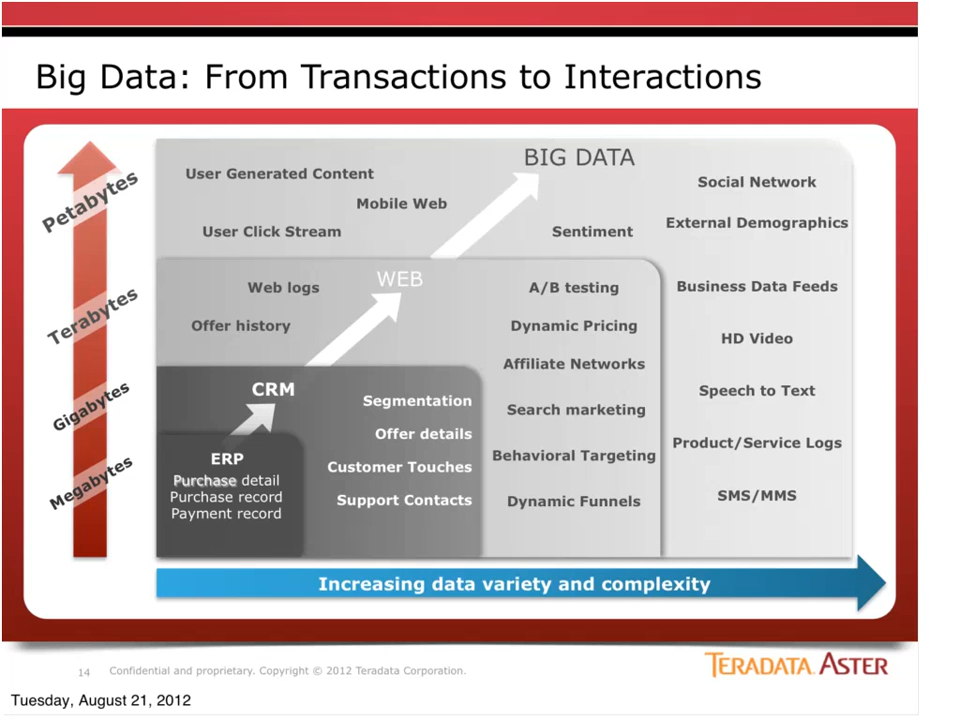 Big Data: From Transactions to Interactions
Petabytes
Terabytes
Gigabytes
Megabytes
BIG DATA
User Generated Content
Mobile Web
User Click Stream
Sentiment
Social Network
External Demographics
Business Data Feeds
HD Video
Speech to Text
Product/Service Logs
SMS/MMS
WEB
Web logs
Offer history
A/B testing
Dynamic Pricing
Affiliate Networks
Search marketing
Behavioral Targeting
Dynamic Funnels
CRM
Segmentation
Offer details
Customer Touches
Support Contacts
ERP
Purchase detail
Purchase record
Payment record
Increasing data variety and complexity
14 Confidential and proprietary. Copyright © 2012 Teradata Corporation.
TERADATA ASTER
Tuesday, August 21, 2012